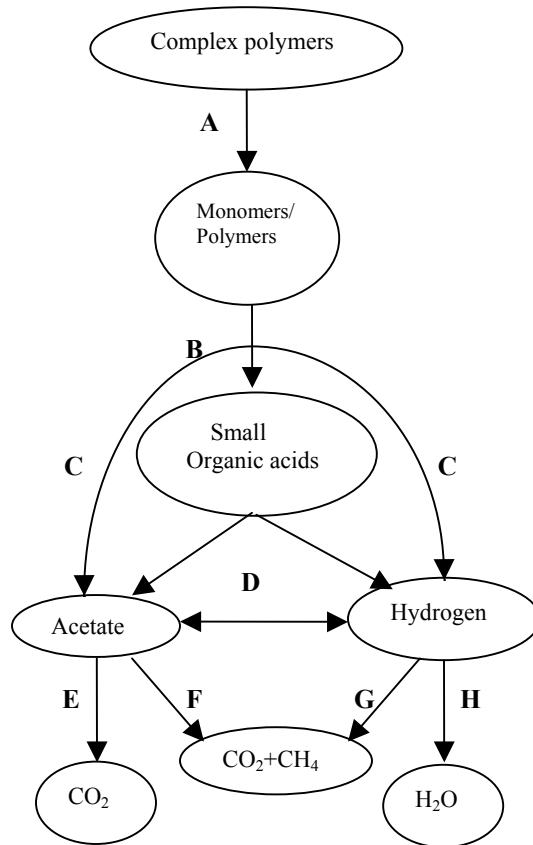 Complex polymers
A
Monomers/
Polymers
B
Small
Organic acids
C
C
D
Acetate
Hydrogen
E
F
G
H
CO₂+CH₄
CO₂
H₂O